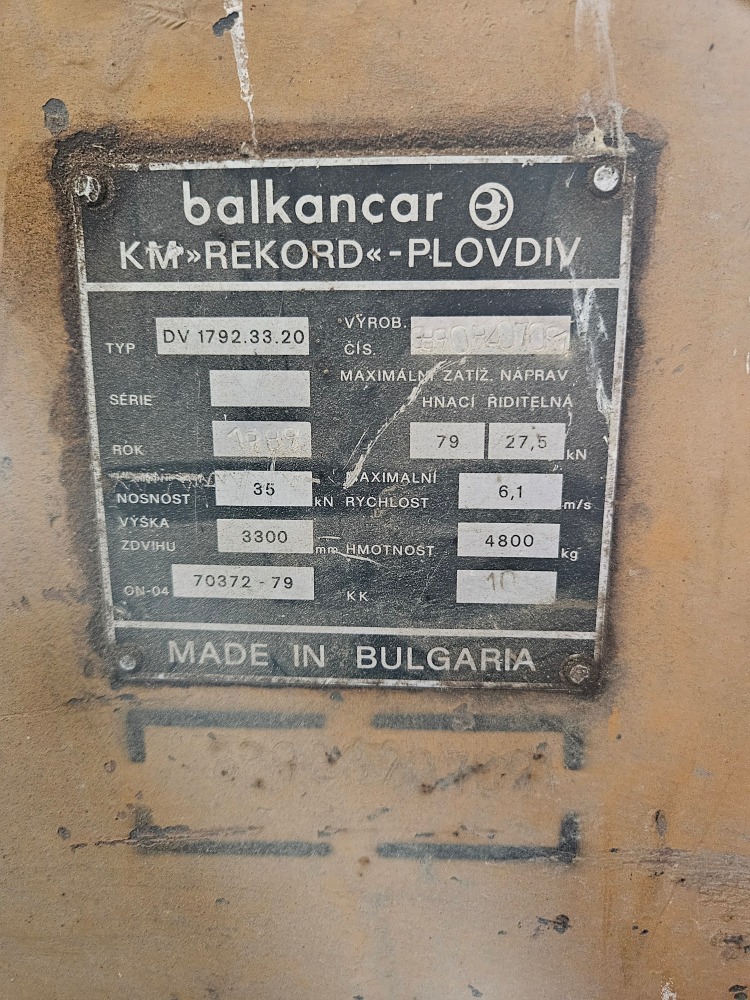 balkancar
KM»REKORD«-PLOVDIV
TYP DV 1792.33.20
VÝROB.
ČÍS.
SÉRIE
MAXIMÁLNÍ ZATÍŽ. NÁPRAV
HNACÍ ŘIDITELNÁ
ROK 1989
79 27,5 kN
NOSNOST 35 kN
MAXIMALNÍ
RYCHLOST 6,1 m/s
VÝŠKA
ZDVIHU 3300 mm
HMOTNOST 4800 kg
ON-04 70372-79
KK 10
MADE IN BULGARIA